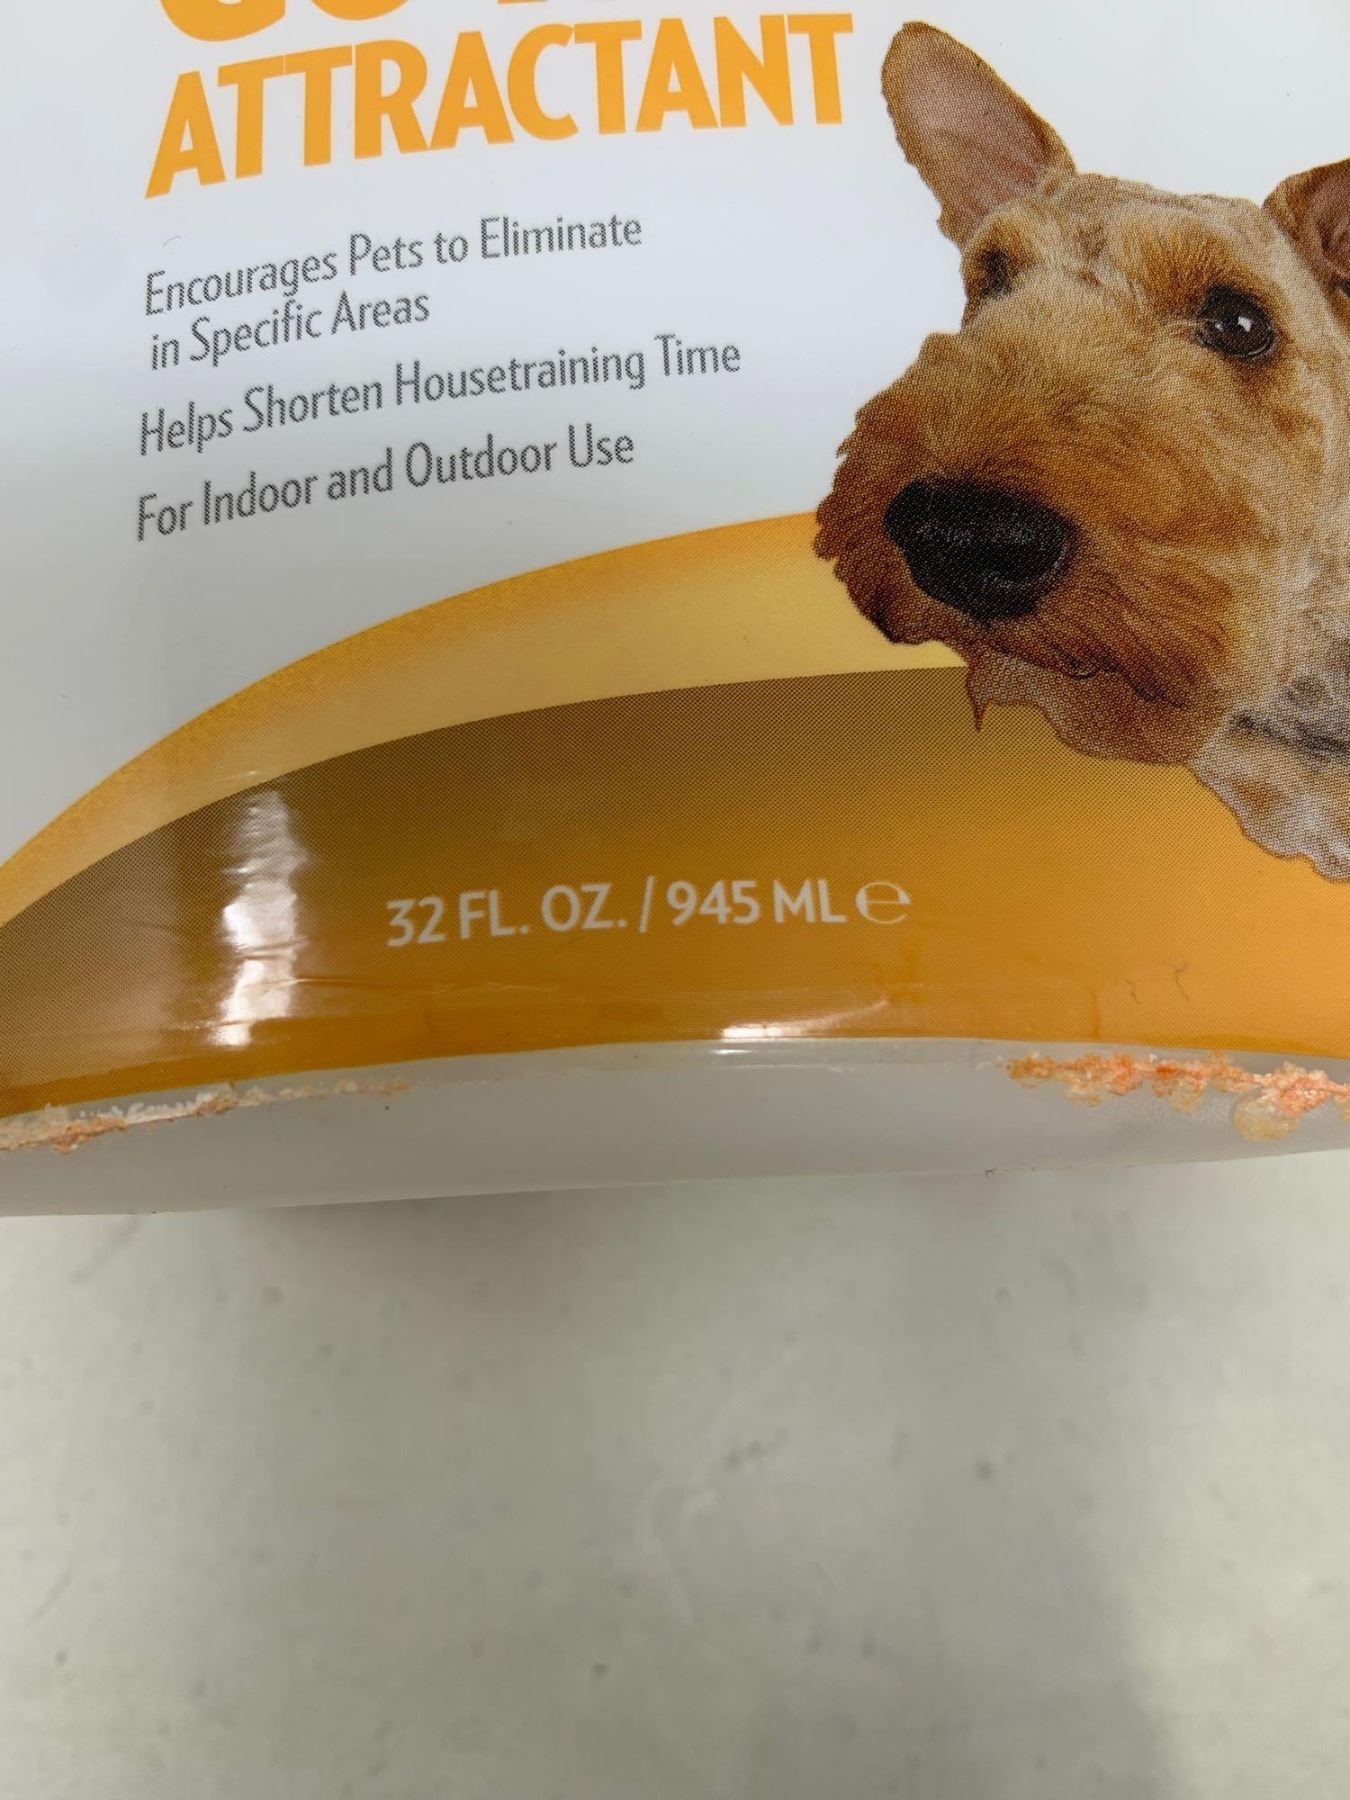 ATTRACTANT
Encourages Pets to Eliminate
in Specific Areas
Helps Shorten Housetraining Time
For Indoor and Outdoor Use
32 FL. OZ. / 945 ML ℮